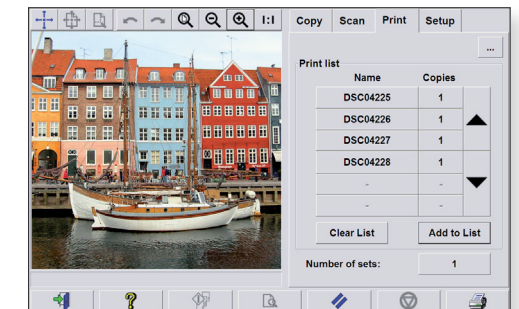 1:1
Copy Scan Print Setup
...
Print list
Name Copies
DSC04225 1
DSC04226 1
DSC04227 1
DSC04228 1
- -
- -
Clear List Add to List
Number of sets: 1
?